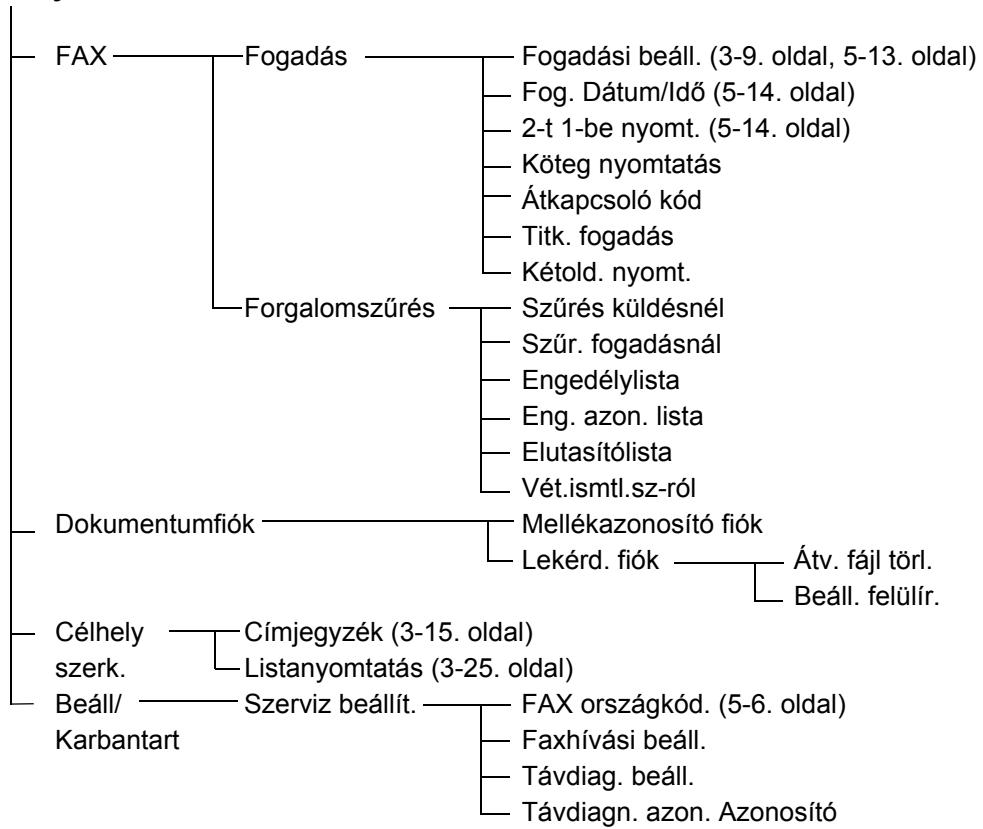 FAX Fogadás Fogadási beáll. (3-9. oldal, 5-13. oldal)
Fog. Dátum/Idő (5-14. oldal)
2-t 1-be nyomt. (5-14. oldal)
Köteg nyomtatás
Átkapcsoló kód
Titk. fogadás
Kétold. nyomt.
Forgalomszűrés Szűrés küldésnél
Szűr. fogadásnál
Engedélylista
Eng. azon. lista
Elutasítólista
Vét.ismtl.sz-ról
Dokumentumfiók Mellékazonosító fiók
Lekérd. fiók Átv. fájl törl.
Beáll. felülír.
Célhely Címjegyzék (3-15. oldal)
szerk. Listanyomtatás (3-25. oldal)
Beáll/ Szerviz beállít. FAX országkód. (5-6. oldal)
Karbantart Faxhívási beáll.
Távdiag. beáll.
Távdiagn. azon. Azonosító